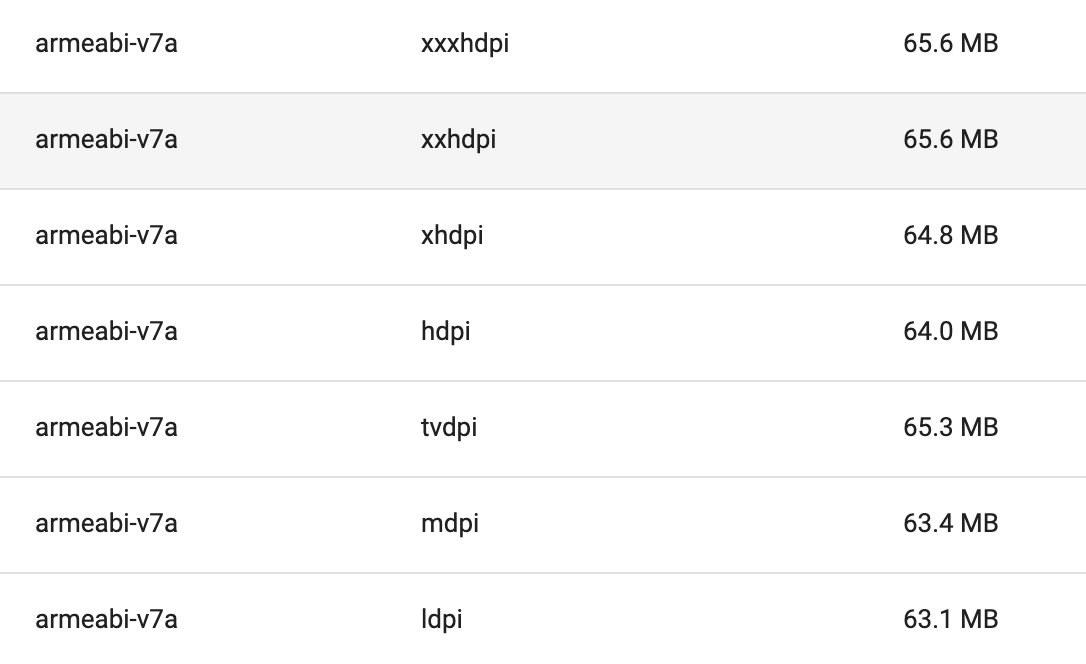 armeabi-v7a xxxhdpi 65.6 MB
armeabi-v7a xxhdpi 65.6 MB
armeabi-v7a xhdpi 64.8 MB
armeabi-v7a hdpi 64.0 MB
armeabi-v7a tvdpi 65.3 MB
armeabi-v7a mdpi 63.4 MB
armeabi-v7a ldpi 63.1 MB